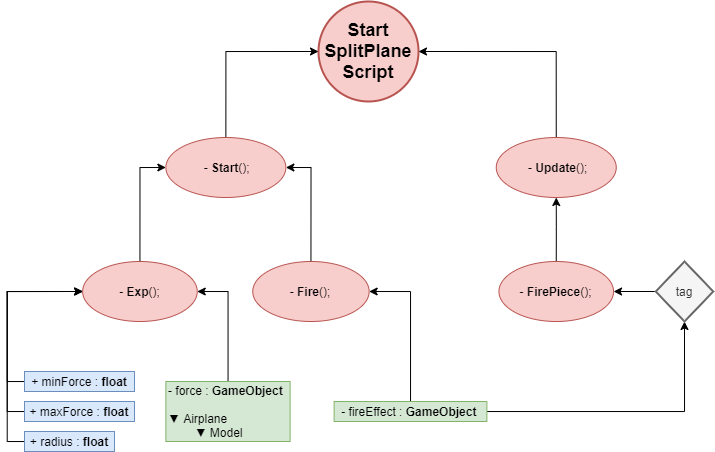 Start
SplitPlane
Script
- Start();
- Update();
- Exp();
- Fire();
- FirePiece();
tag
+ minForce : float
+ maxForce : float
+ radius : float
- force : GameObject
▼ Airplane
▼ Model
- fireEffect : GameObject